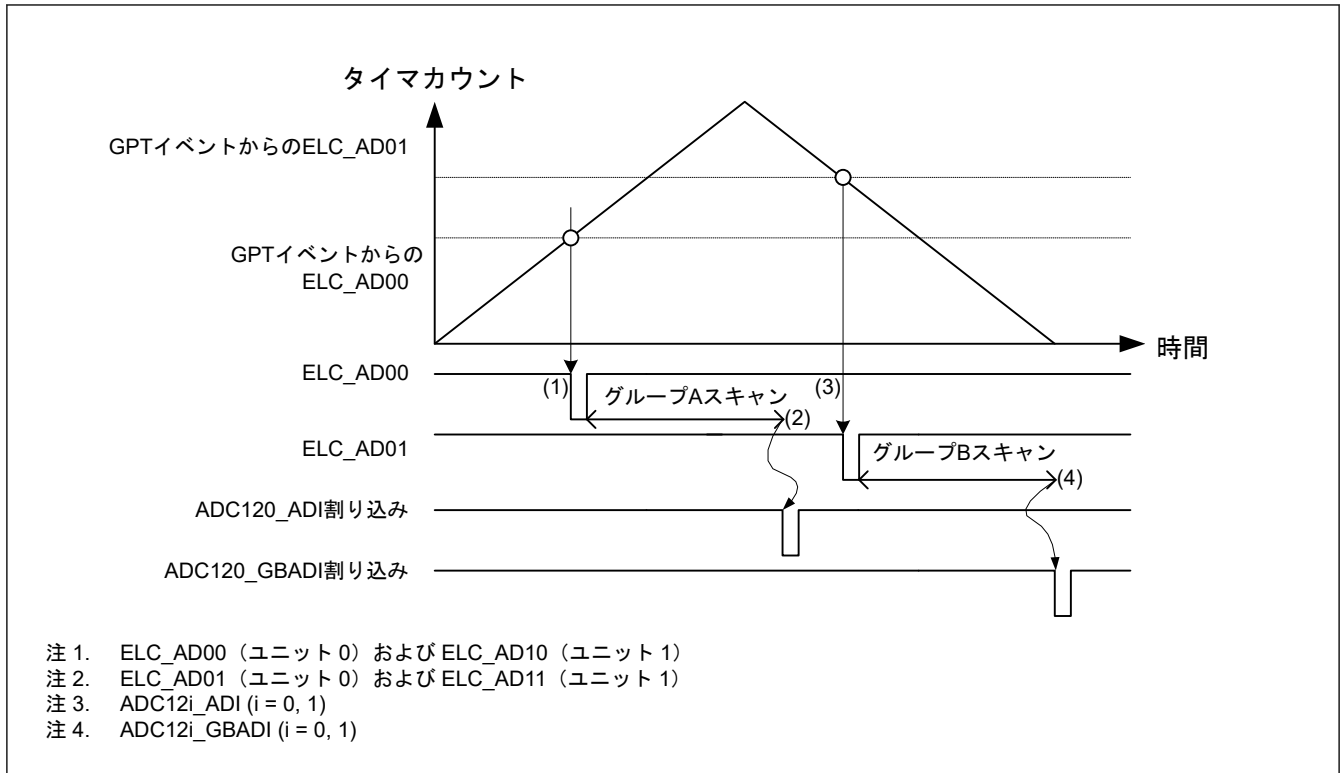 タイマカウント
GPTイベントからのELC_AD01
GPTイベントからの
ELC_AD00
時間
ELC_AD00
(1)
グループAスキャン
(2)
(3)
ELC_AD01
グループBスキャン
(4)
ADC120_ADI割り込み
ADC120_GBADI割り込み
注 1. ELC_AD00（ユニット 0）および ELC_AD10（ユニット 1）
注 2. ELC_AD01（ユニット 0）および ELC_AD11（ユニット 1）
注 3. ADC12i_ADI (i = 0, 1)
注 4. ADC12i_GBADI (i = 0, 1)